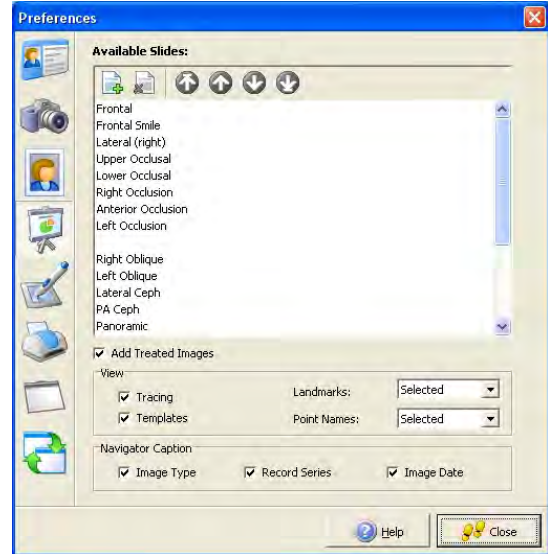 Preferences
Available Slides:
Frontal
Frontal Smile
Lateral (right)
Upper Occlusal
Lower Occlusal
Right Occlusion
Anterior Occlusion
Left Occlusion
Right Oblique
Left Oblique
Lateral Ceph
PA Ceph
Panoramic
Add Treated Images
View
Tracing Landmarks: Selected
Templates Point Names: Selected
Navigator Caption
Image Type Record Series Image Date
Help Close